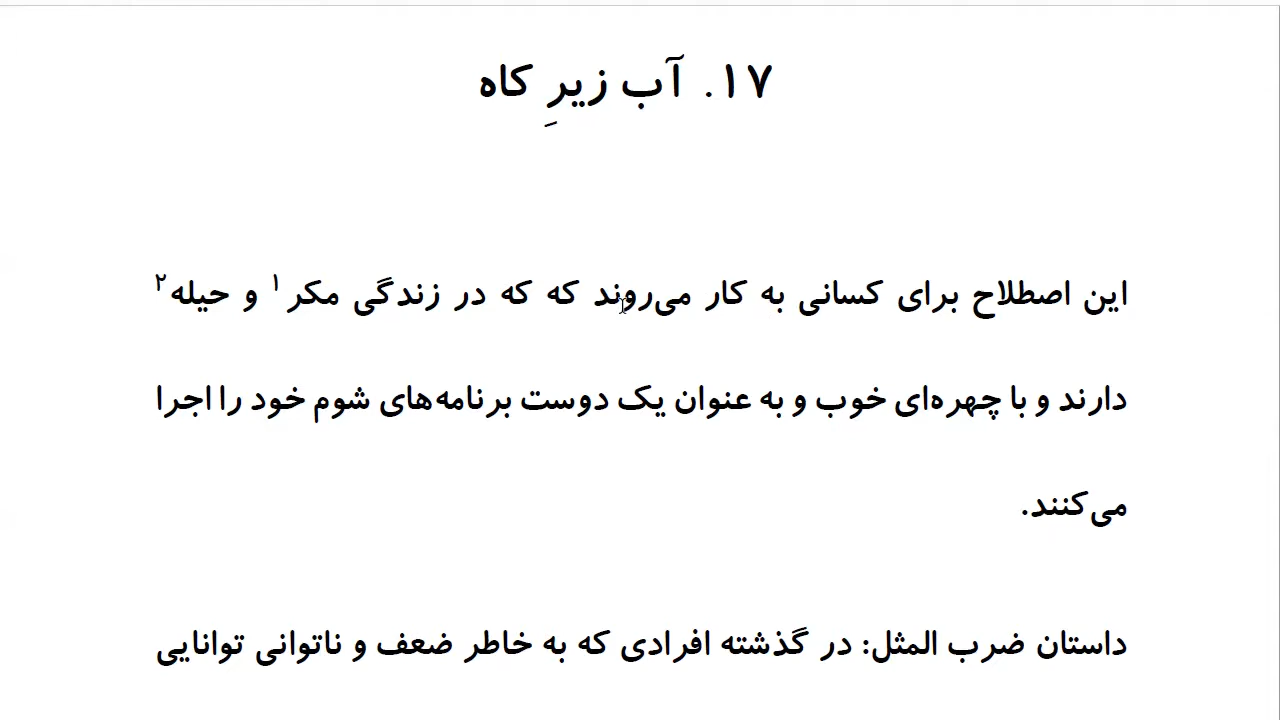 ۱۷. آب زیرِ کاه
این اصطلاح برای کسانی به کار می‌روند که که در زندگی مکر۱ و حیله۲
دارند و با چهره‌ای خوب و به عنوان یک دوست برنامه‌های شوم خود را اجرا
می‌کنند.
داستان ضرب المثل: در گذشته افرادی که به خاطر ضعف و ناتوانی توانایی